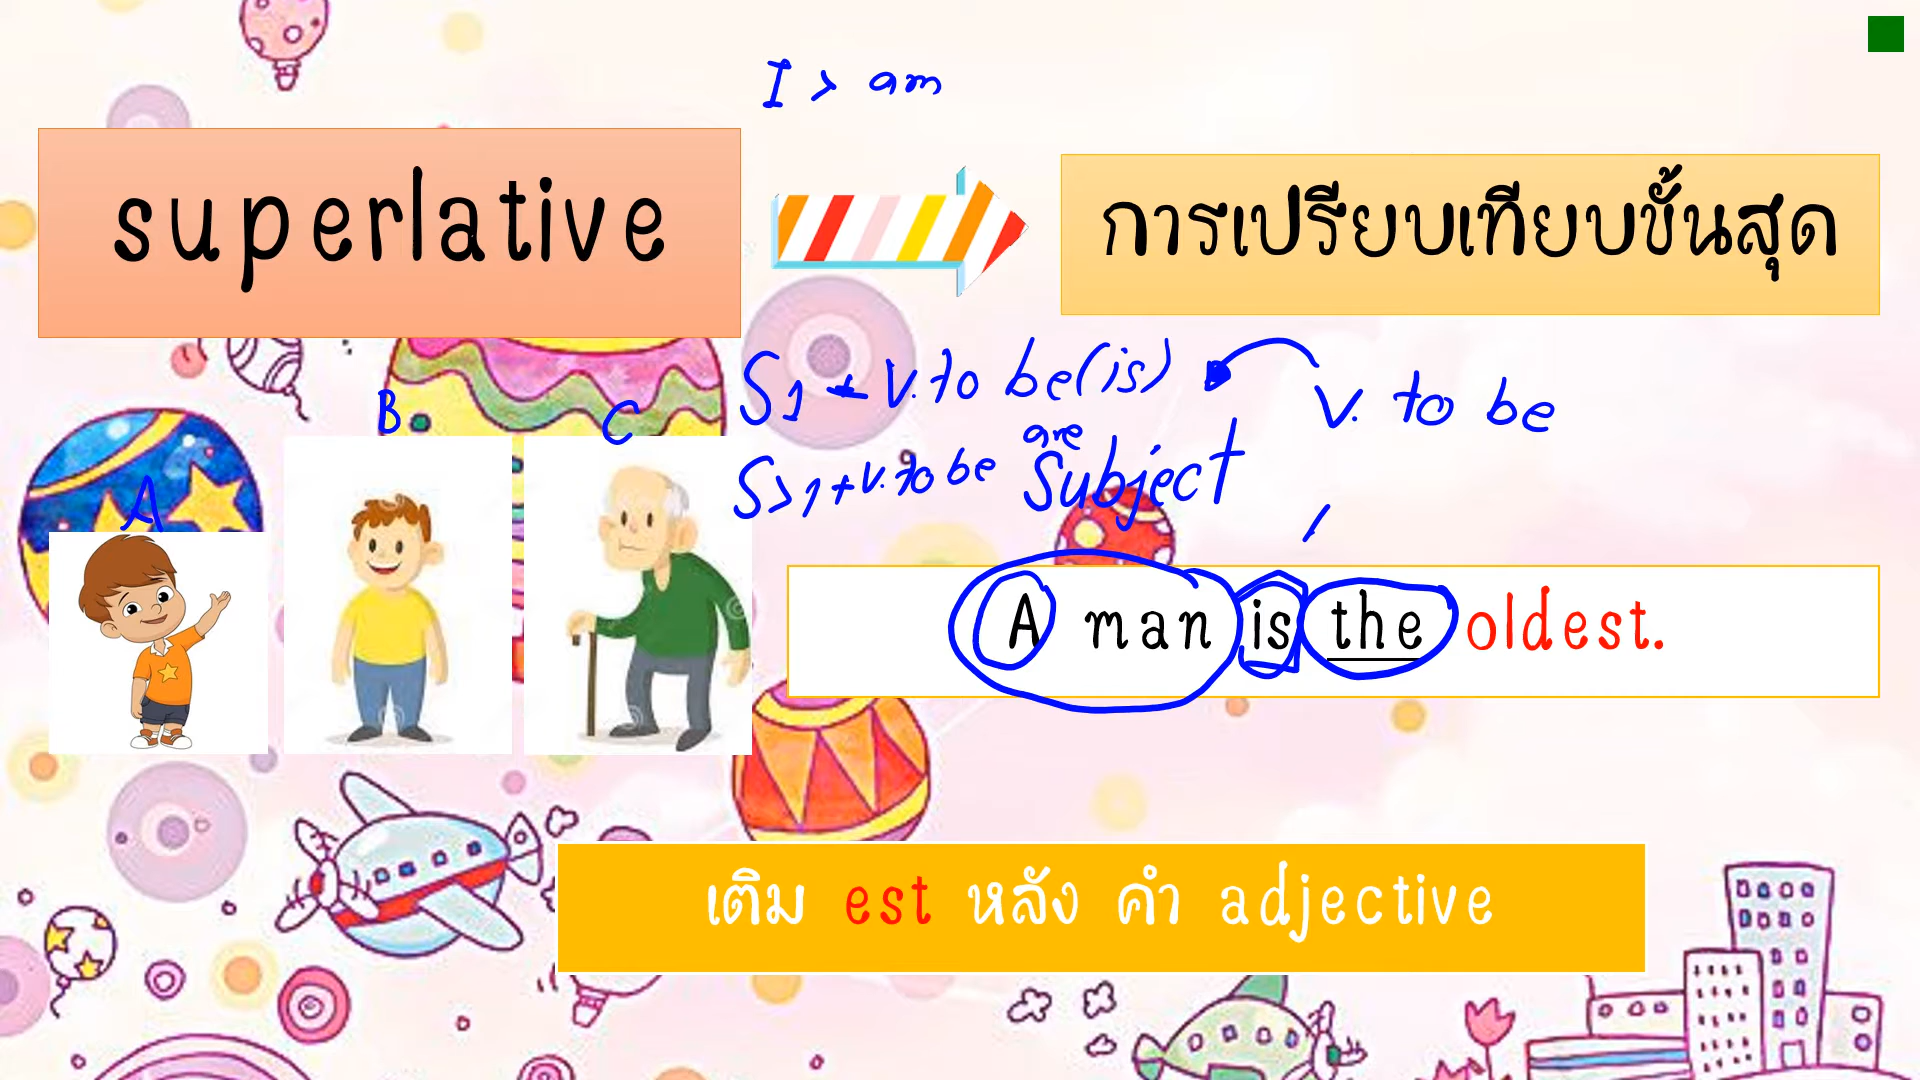 I > am
superlative
การเปรียบเทียบชั้นสุด
S1 + V. to be (is)
V. to be
are
S>1 + V. to be Subject
A
B
C
A man is the oldest.
เติม est หลัง คำ adjective